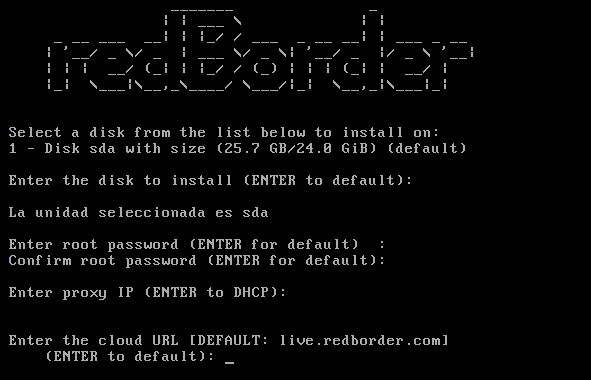 redBorder
Select a disk from the list below to install on:
1 - Disk sda with size (25.7 GB/24.0 GiB) (default)
Enter the disk to install (ENTER to default):
La unidad seleccionada es sda
Enter root password (ENTER for default)  :
Confirm root password (ENTER for default):
Enter proxy IP (ENTER to DHCP):
Enter the cloud URL [DEFAULT: live.redborder.com]
(ENTER to default): _